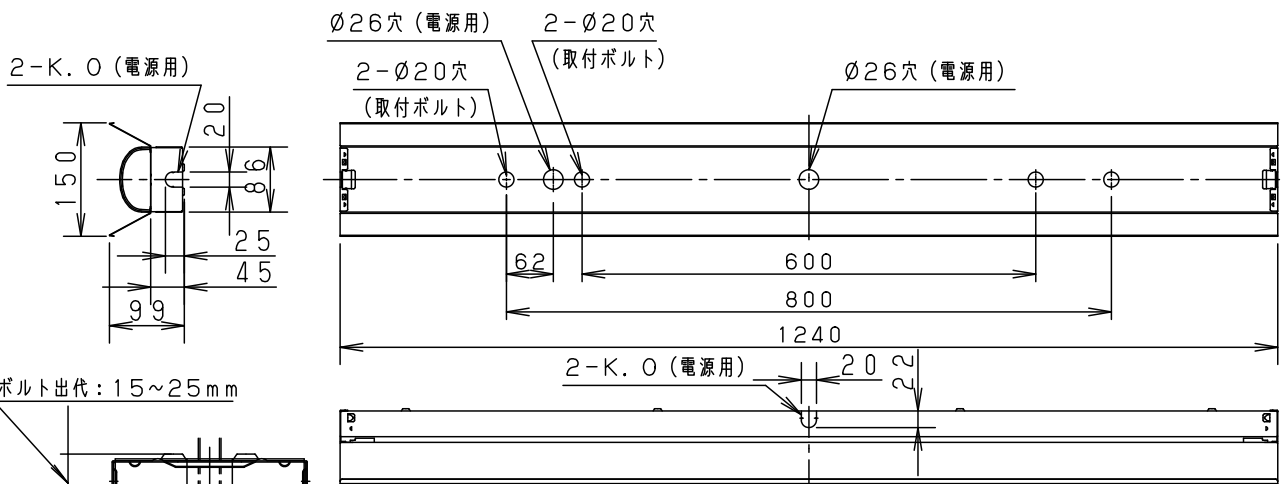 Ø26穴(電源用)
2-Ø20穴
(取付ボルト)
2-K.O(電源用)
2-Ø20穴
(取付ボルト)
Ø26穴(電源用)
20
150
86
25
45
99
62
600
800
1240
2-K.O(電源用)
20
22
ボルト出代:15~25mm